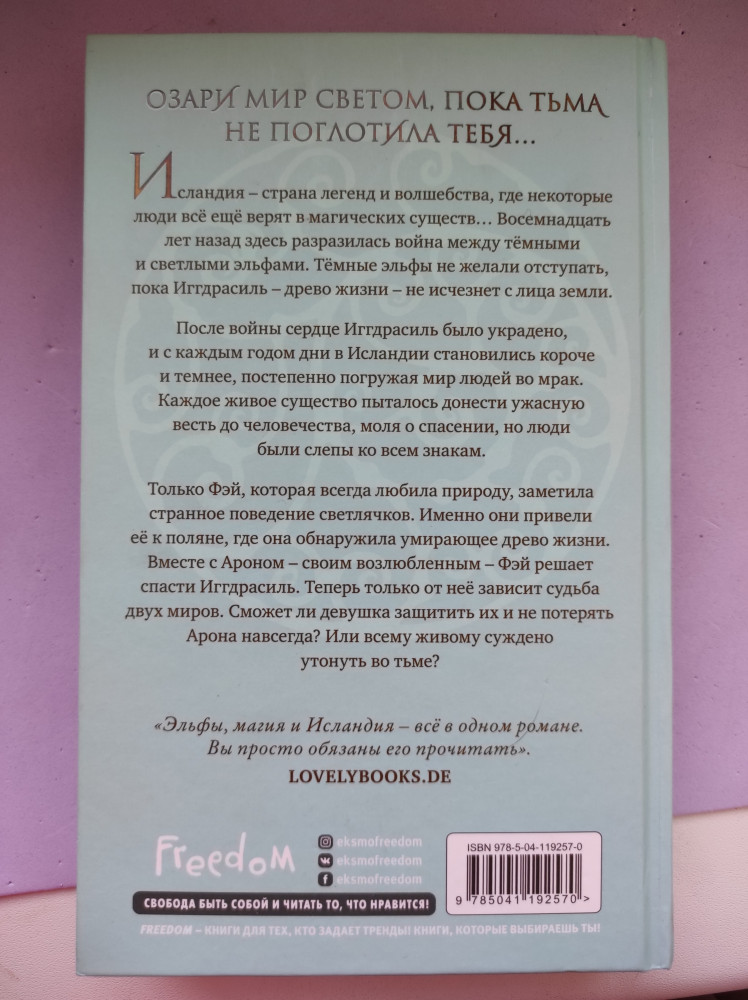 ОЗАРИ МИР СВЕТОМ, ПОКА ТЬМА
НЕ ПОГЛОТИЛА ТЕБЯ...
Исландия – страна легенд и волшебства, где некоторые
люди всё ещё верят в магических существ... Восемнадцать
лет назад здесь разразилась война между тёмными
и светлыми эльфами. Тёмные эльфы не желали отступать,
пока Иггдрасиль – древо жизни – не исчезнет с лица земли.
После войны сердце Иггдрасиль было украдено,
и с каждым годом дни в Исландии становились короче
и темнее, постепенно погружая мир людей во мрак.
Каждое живое существо пыталось донести ужасную
весть до человечества, моля о спасении, но люди
были слепы ко всем знакам.
Только Фэй, которая всегда любила природу, заметила
странное поведение светлячков. Именно они привели
её к поляне, где она обнаружила умирающее древо жизни.
Вместе с Ароном – своим возлюбленным – Фэй решает
спасти Иггдрасиль. Теперь только от неё зависит судьба
двух миров. Сможет ли девушка защитить их и не потерять
Арона навсегда? Или всему живому суждено
утонуть во тьме?
«Эльфы, магия и Исландия – всё в одном романе.
Вы просто обязаны его прочитать».
LOVELYBOOKS.DE
Freedom
eksmofreedom
eksmofreedom
eksmofreedom
СВОБОДА БЫТЬ СОБОЙ И ЧИТАТЬ ТО, ЧТО НРАВИТСЯ!
FREEDOM – КНИГИ ДЛЯ ТЕХ, КТО ЗАДАЕТ ТРЕНДЫ! КНИГИ, КОТОРЫЕ ВЫБИРАЕШЬ ТЫ!
ISBN 978-5-04-119257-0
9 785041 192570 >